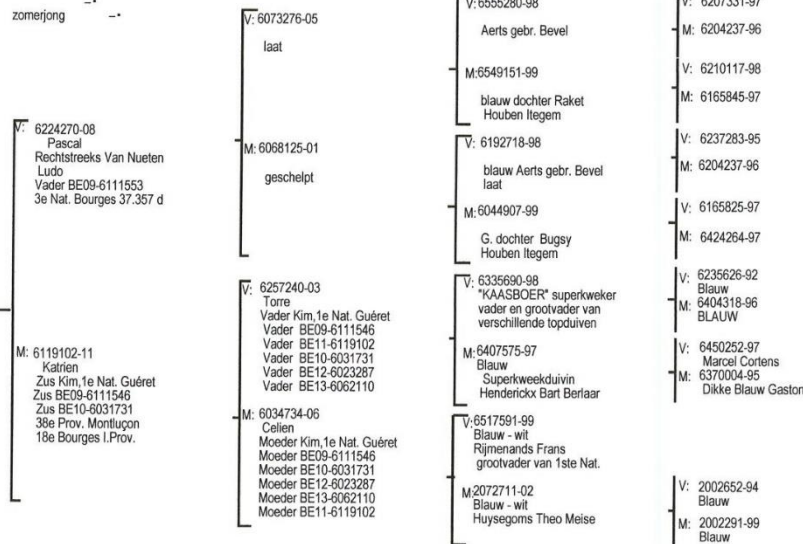 zomerjong
V: 6224270-08
Pascal
Rechtstreeks Van Nueten
Ludo
Vader BE09-6111553
3e Nat. Bourges 37.357 d
M: 6119102-11
Katrien
Zus Kim,1e Nat. Guéret
Zus BE09-6111546
Zus BE10-6031731
38e Prov. Montluçon
18e Bourges I.Prov.
V: 6073276-05
laat
M: 6068125-01
geschelpt
V: 6257240-03
Torre
Vader Kim,1e Nat. Guéret
Vader BE09-6111546
Vader BE11-6119102
Vader BE10-6031731
Vader BE12-6023287
Vader BE13-6062110
M: 6034734-06
Celien
Moeder Kim,1e Nat. Guéret
Moeder BE09-6111546
Moeder BE10-6031731
Moeder BE12-6023287
Moeder BE13-6062110
Moeder BE11-6119102
V: 6555280-98
Aerts gebr. Bevel
M: 6549151-99
blauw dochter Raket
Houben Itegem
V: 6192718-98
blauw Aerts gebr. Bevel
laat
M: 6044907-99
G. dochter Bugsy
Houben Itegem
V: 6335690-98
"KAASBOER" superkweker
vader en grootvader van
verschillende topduiven
M: 6407575-97
Blauw
Superkweekduivin
Henderickx Bart Berlaar
V: 6517591-99
Blauw - wit
Rijmenands Frans
grootvader van 1ste Nat.
M: 2072711-02
Blauw - wit
Huysegoms Theo Meise
V: 6207331-97
M: 6204237-96
V: 6210117-98
M: 6165845-97
V: 6237283-95
M: 6204237-96
V: 6165825-97
M: 6424264-97
V: 6235626-92
Blauw
M: 6404318-96
BLAUW
V: 6450252-97
Marcel Cortens
M: 6370004-95
Dikke Blauw Gaston
V: 2002652-94
Blauw
M: 2002291-99
Blauw